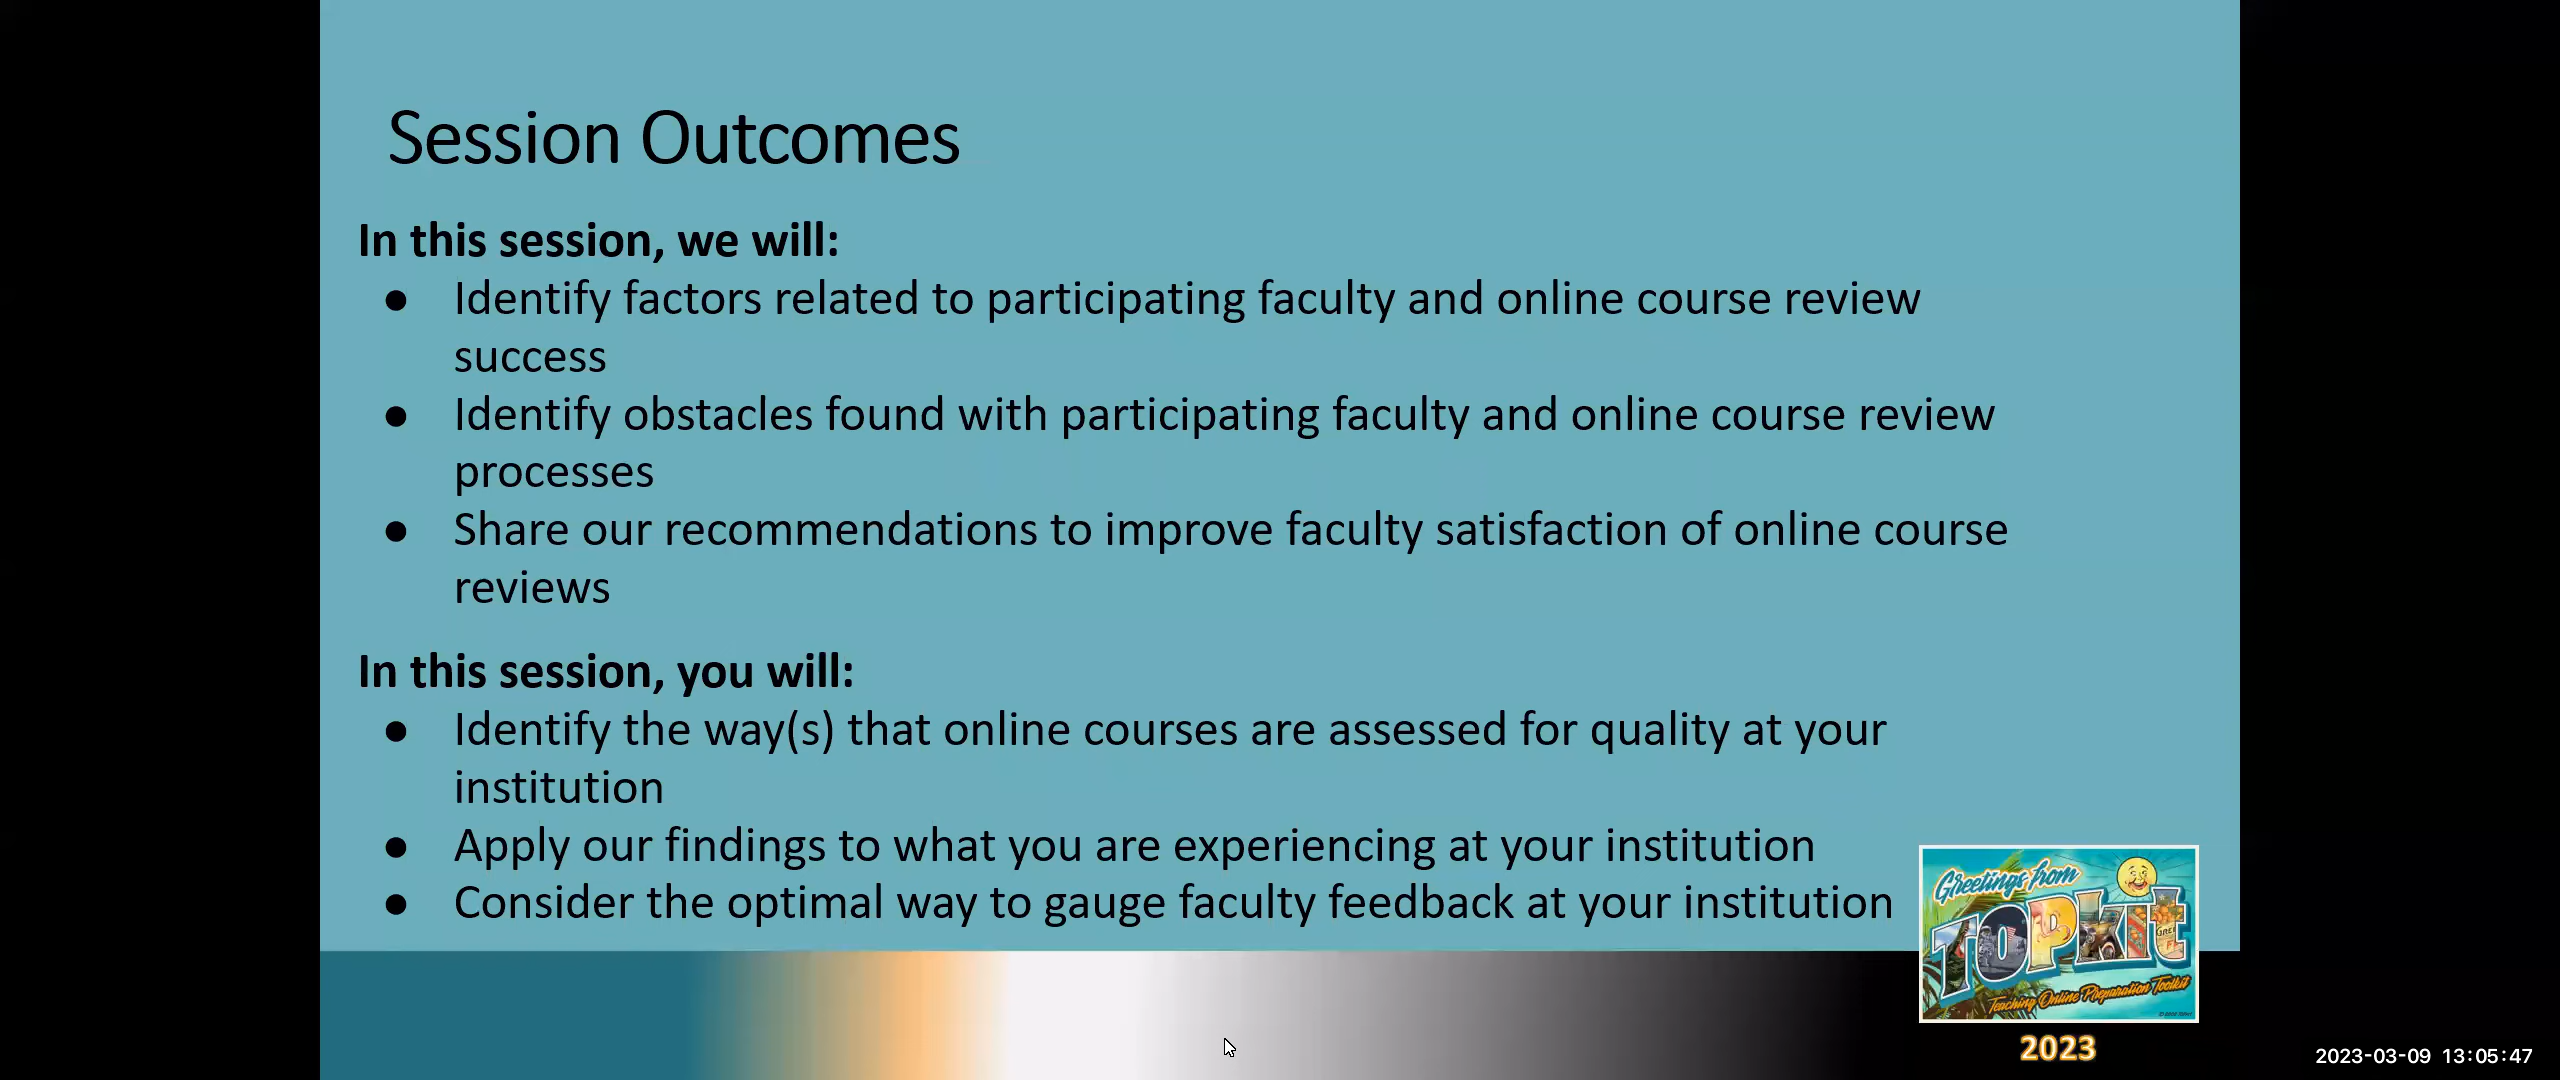 Session Outcomes
In this session, we will:
● Identify factors related to participating faculty and online course review
success
● Identify obstacles found with participating faculty and online course review
processes
● Share our recommendations to improve faculty satisfaction of online course
reviews
In this session, you will:
● Identify the way(s) that online courses are assessed for quality at your
institution
● Apply our findings to what you are experiencing at your institution
● Consider the optimal way to gauge faculty feedback at your institution
Greetings from
TOPkit
Teaching Online Preparation Toolkit
2023
2023-03-09 13:05:47